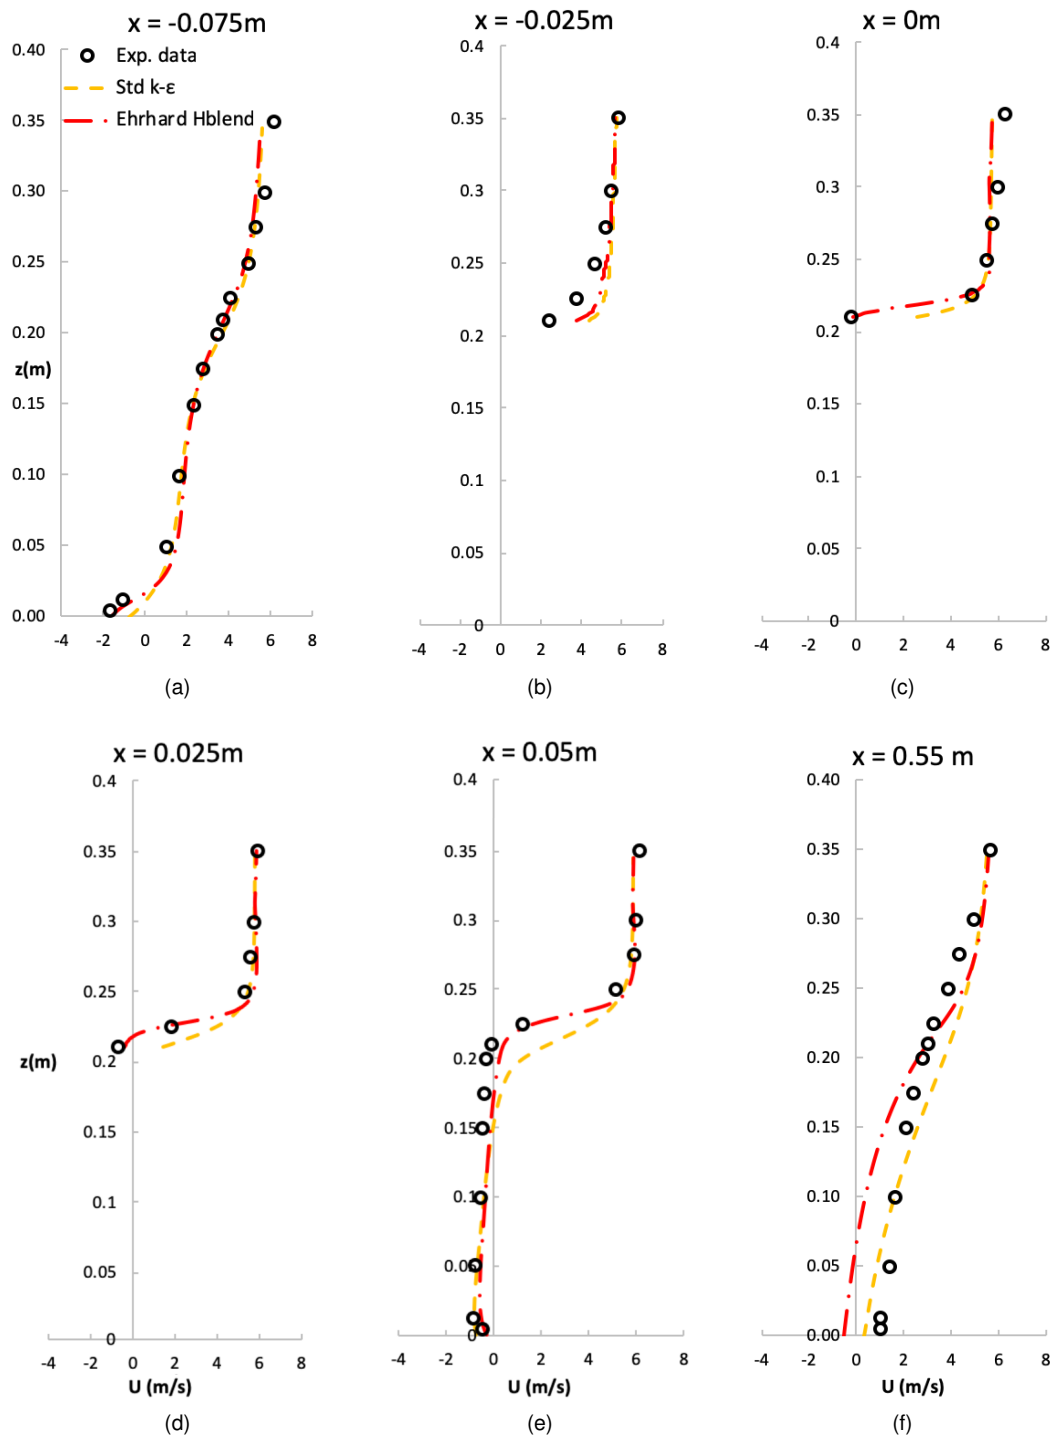 x = -0.075m
x = -0.025m
x = 0m
0.40
0.35
0.30
0.25
0.20
z(m)
0.15
0.10
0.05
0.00
-4 -2 0 2 4 6 8
Exp. data
Std k-ε
Ehrhard Hblend
(a)
0.4
0.35
0.3
0.25
0.2
0.15
0.1
0.05
0
-4 -2 0 2 4 6 8
(b)
0.4
0.35
0.3
0.25
0.2
0.15
0.1
0.05
0
-4 -2 0 2 4 6 8
(c)
x = 0.025m
x = 0.05m
x = 0.55 m
0.4
0.35
0.3
0.25
0.2
z(m)
0.15
0.1
0.05
0
-4 -2 0 2 4 6 8
U (m/s)
(d)
0.4
0.35
0.3
0.25
0.2
0.15
0.1
0.05
0
-4 -2 0 2 4 6 8
U (m/s)
(e)
0.40
0.35
0.30
0.25
0.20
0.15
0.10
0.05
0.00
-4 -2 0 2 4 6 8
U (m/s)
(f)